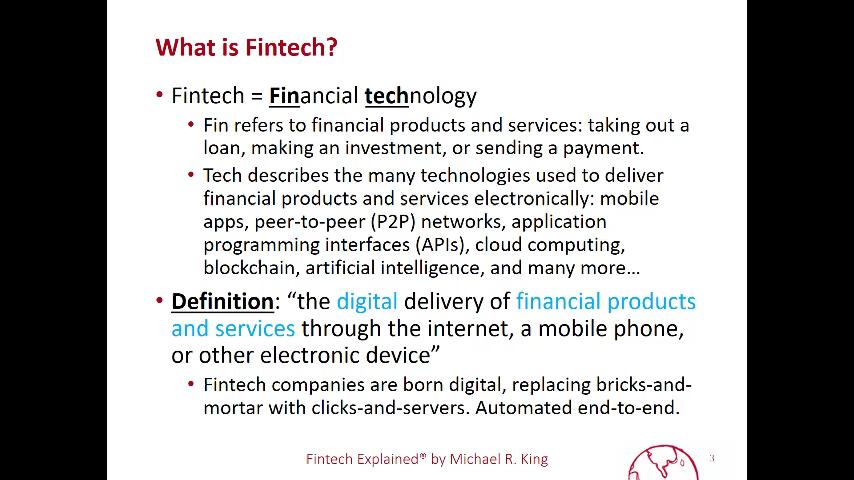 What is Fintech?
• Fintech = Financial technology
• Fin refers to financial products and services: taking out a
loan, making an investment, or sending a payment.
• Tech describes the many technologies used to deliver
financial products and services electronically: mobile
apps, peer-to-peer (P2P) networks, application
programming interfaces (APIs), cloud computing,
blockchain, artificial intelligence, and many more…
• Definition: “the digital delivery of financial products
and services through the internet, a mobile phone,
or other electronic device”
• Fintech companies are born digital, replacing bricks-and-
mortar with clicks-and-servers. Automated end-to-end.
Fintech Explained® by Michael R. King
3